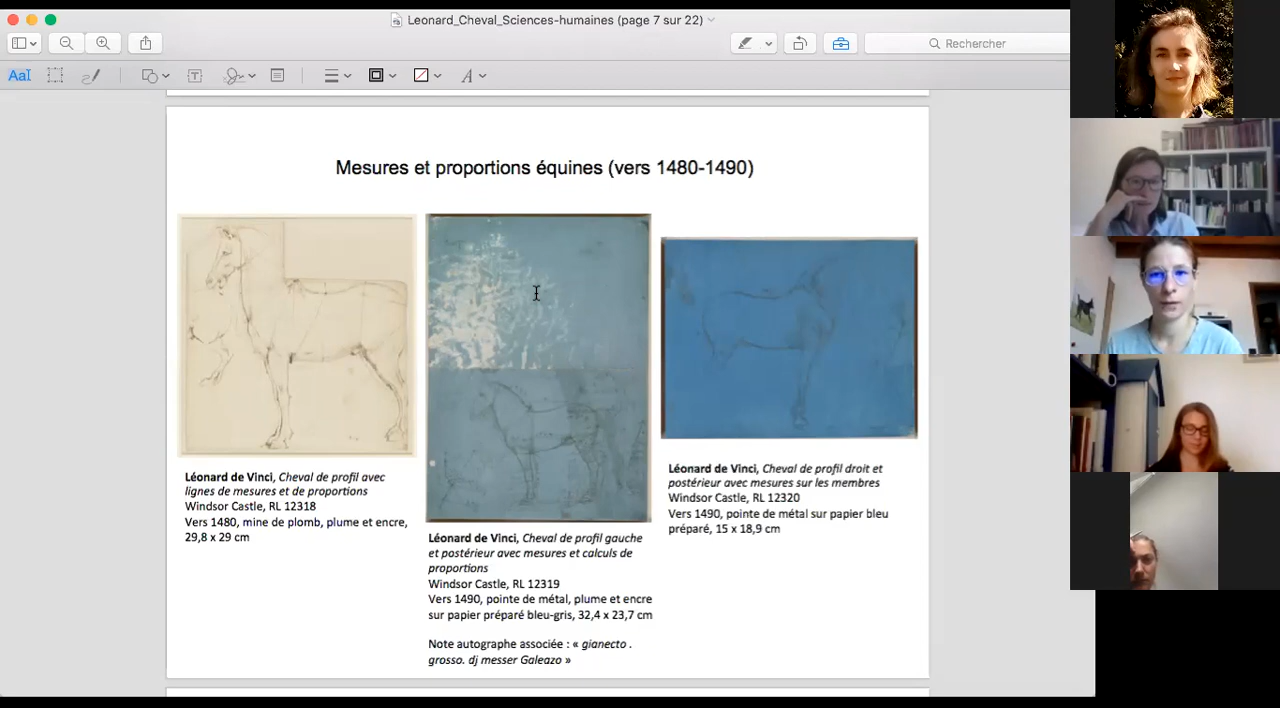 Leonard_Cheval_Sciences-humaines (page 7 sur 22)
Rechercher
AaI
T
A
Mesures et proportions équines (vers 1480-1490)
Léonard de Vinci, Cheval de profil avec
lignes de mesures et de proportions
Windsor Castle, RL 12318
Vers 1480, mine de plomb, plume et encre,
29,8 x 29 cm
Léonard de Vinci, Cheval de profil gauche
et postérieur avec mesures et calculs de
proportions
Windsor Castle, RL 12319
Vers 1490, pointe de métal, plume et encre
sur papier préparé bleu-gris, 32,4 x 23,7 cm
Note autographe associée : « gianecto .
grosso. dj messer Galeazo »
Léonard de Vinci, Cheval de profil droit et
postérieur avec mesures sur les membres
Windsor Castle, RL 12320
Vers 1490, pointe de métal sur papier bleu
préparé, 15 x 18,9 cm